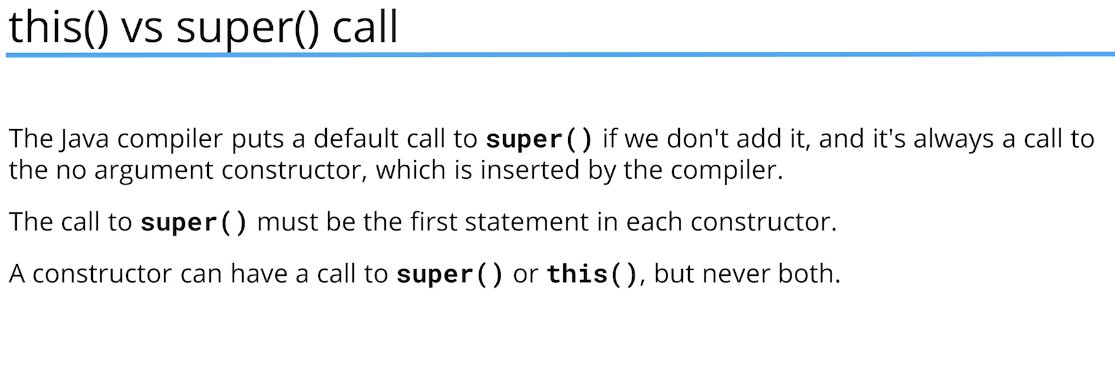 this() vs super() call
The Java compiler puts a default call to super() if we don't add it, and it's always a call to
the no argument constructor, which is inserted by the compiler.
The call to super() must be the first statement in each constructor.
A constructor can have a call to super() or this(), but never both.